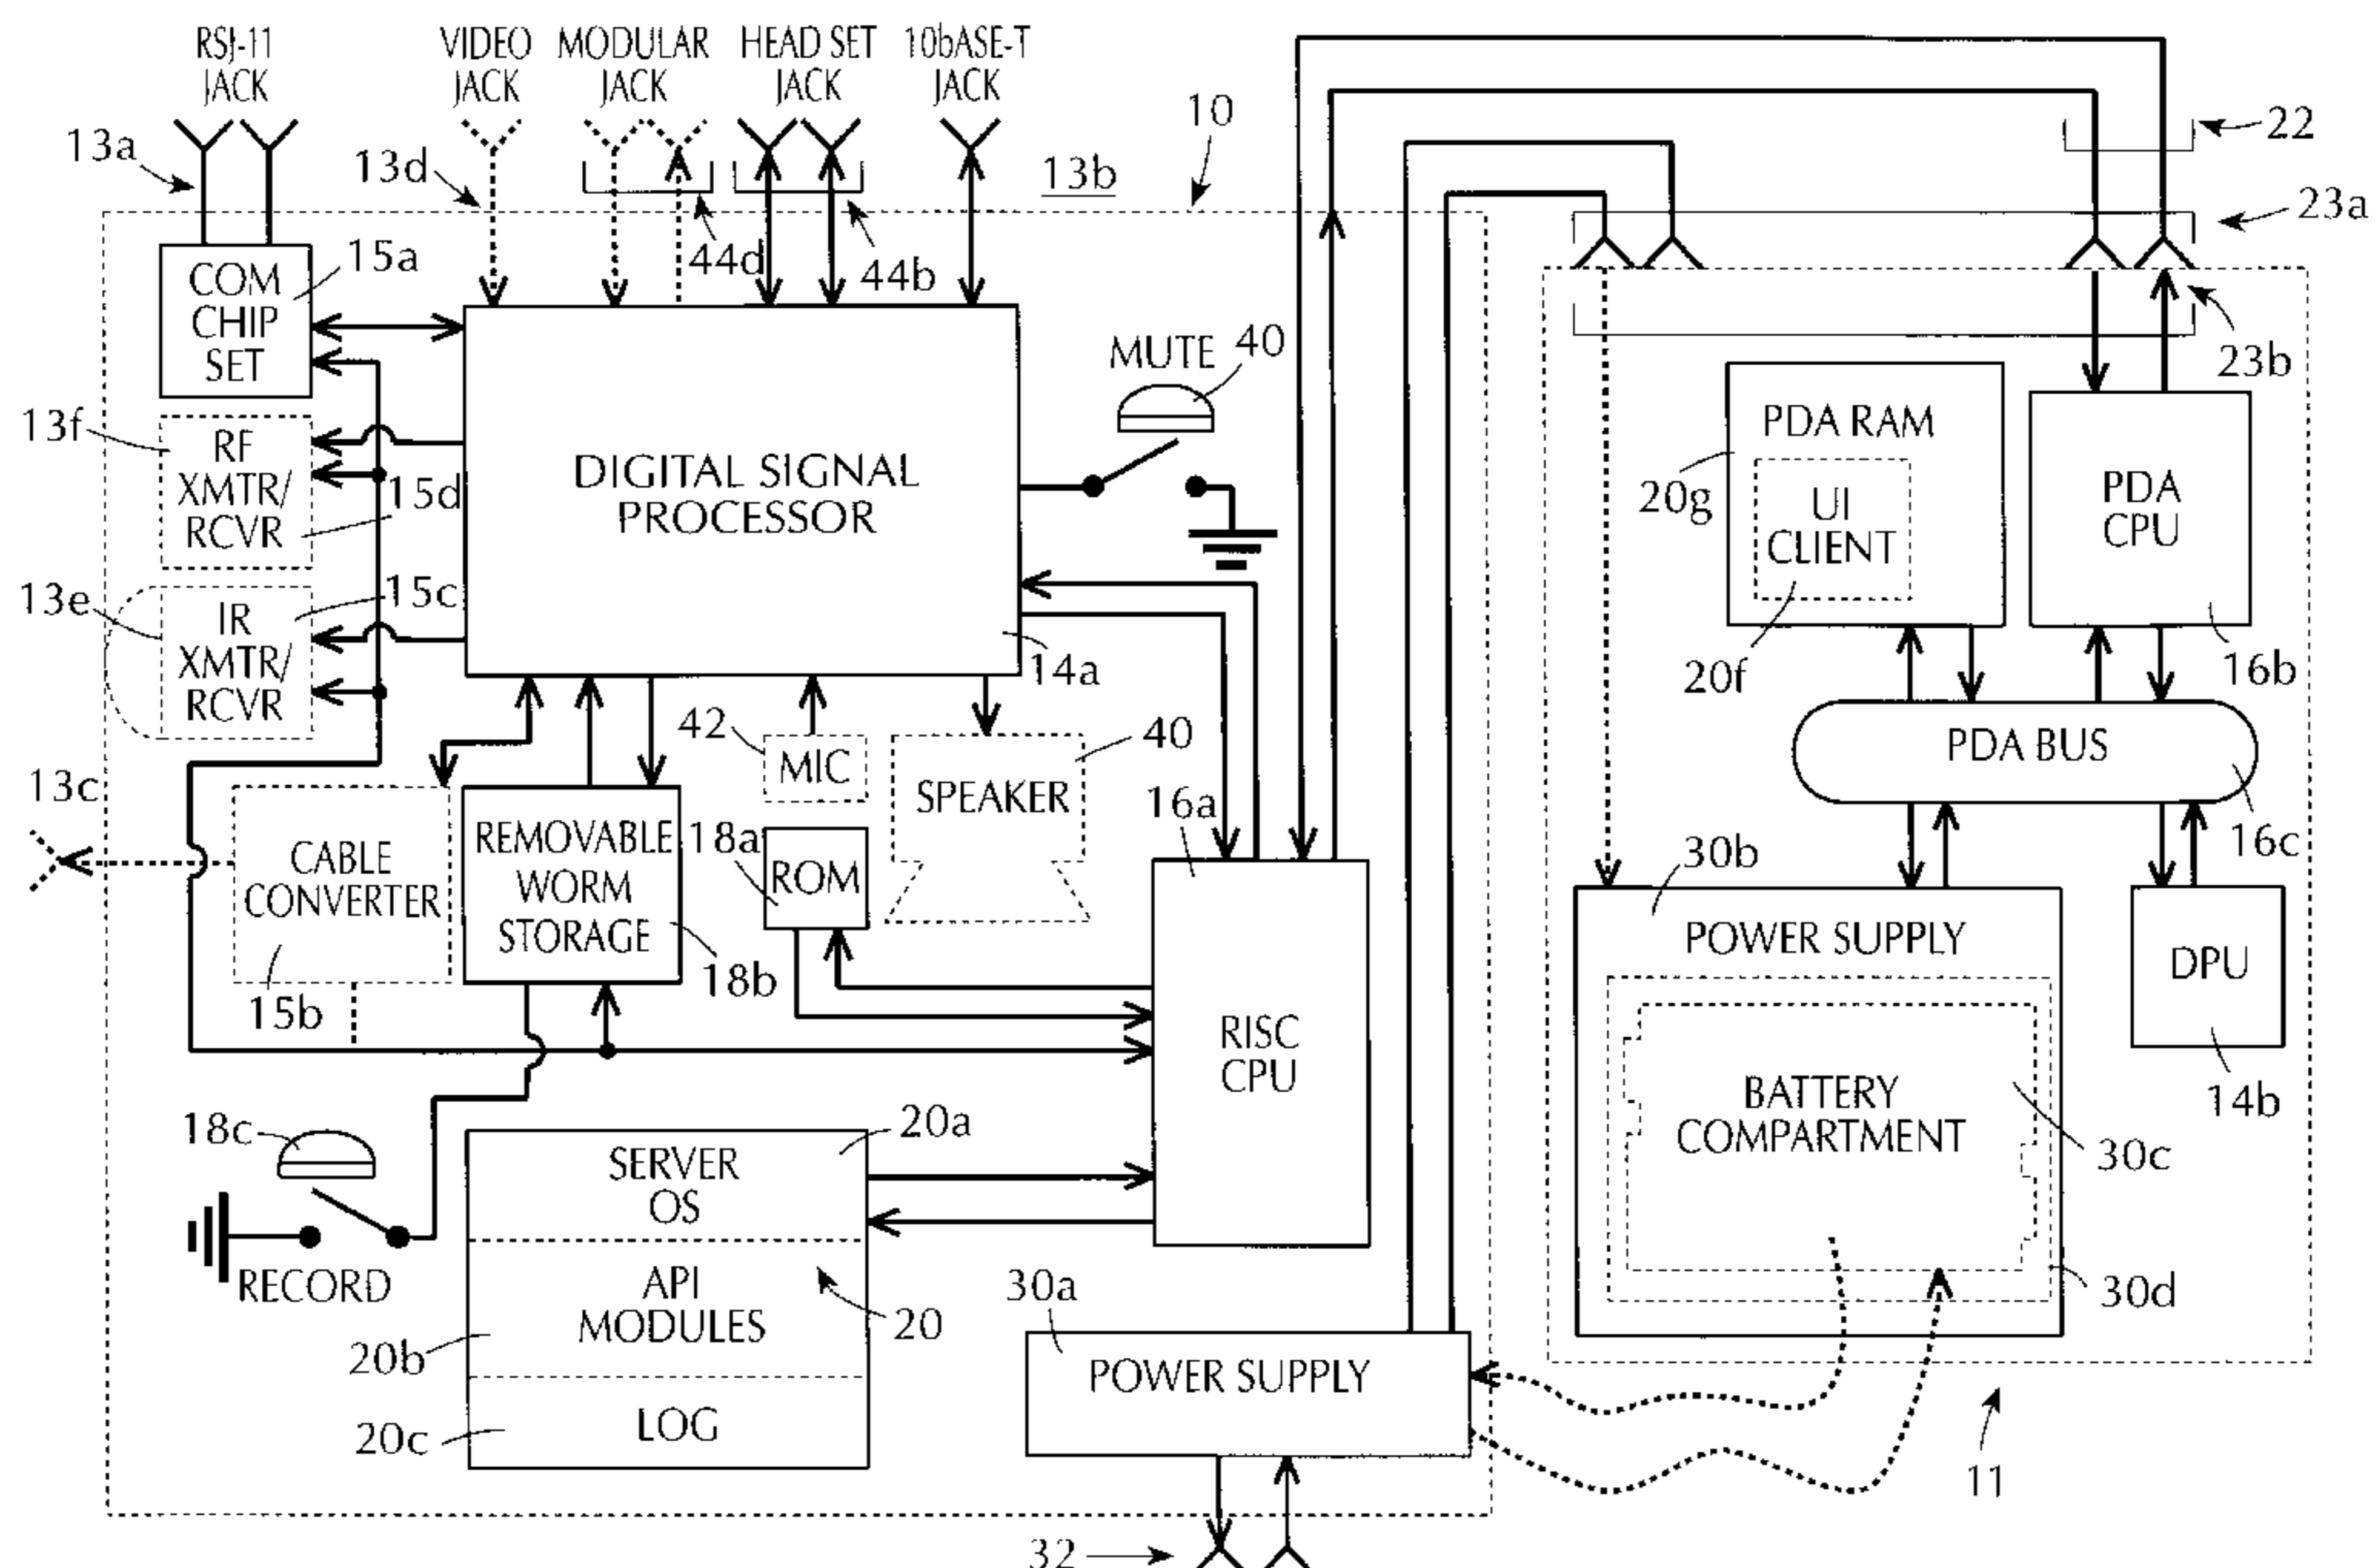 RSJ-11
JACK
VIDEO
JACK
MODULAR
JACK
HEAD SET
JACK
10bASE-T
JACK
10
22
13a
13d
13b
23a
44d
44b
15a
COM
CHIP
SET
MUTE
40
23b
13f
RF
XMTR/
RCVR
15d
DIGITAL SIGNAL
PROCESSOR
PDA RAM
20g
UI
CLIENT
PDA
CPU
13e
IR
XMTR/
RCVR
15c
14a
20f
16b
42
MIC
40
SPEAKER
PDA BUS
16c
13c
CABLE
CONVERTER
15b
REMOVABLE
WORM
STORAGE
18b
18a
ROM
16a
RISC
CPU
30b
POWER SUPPLY
DPU
14b
BATTERY
COMPARTMENT
30c
30d
18c
RECORD
SERVER
OS
20a
API
MODULES
20
20b
LOG
20c
30a
POWER SUPPLY
11
32